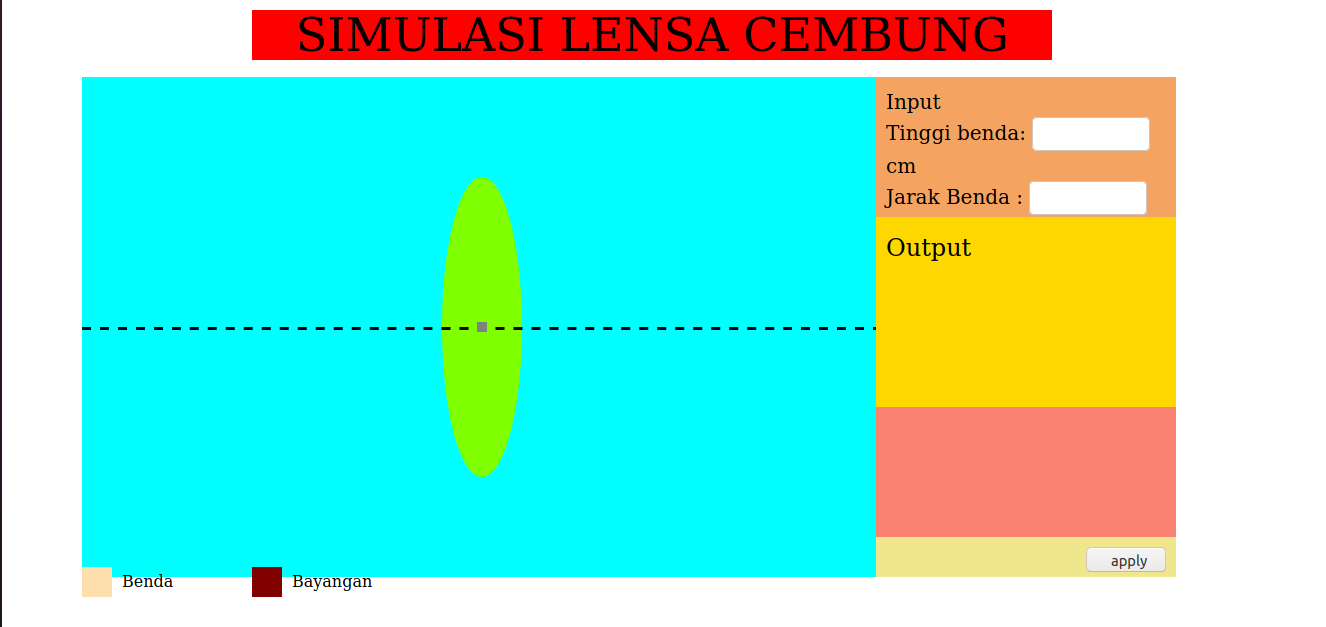 SIMULASI LENSA CEMBUNG
Input
Tinggi benda:
cm
Jarak Benda :
Output
apply
Benda
Bayangan